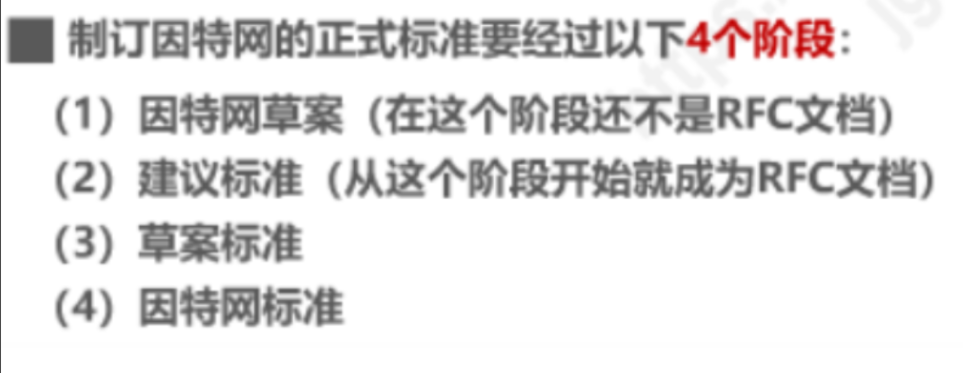 制订因特网的正式标准要经过以下4个阶段：
（1）因特网草案（在这个阶段还不是RFC文档）
（2）建议标准（从这个阶段开始就成为RFC文档）
（3）草案标准
（4）因特网标准